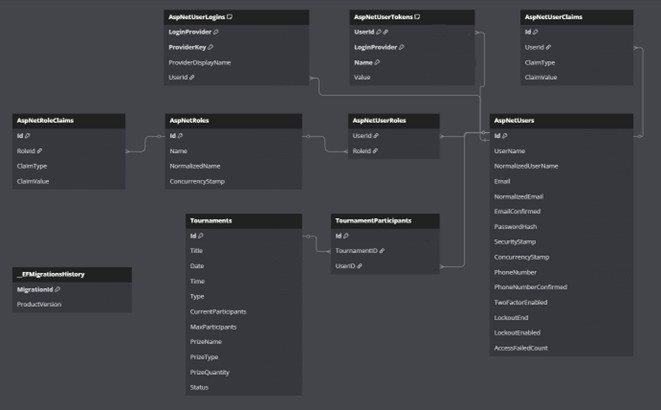 AspNetUserLogins
LoginProvider
ProviderKey
ProviderDisplayName
UserId
AspNetUserTokens
UserId
LoginProvider
Name
Value
AspNetUserClaims
Id
UserId
ClaimType
ClaimValue
AspNetRoleClaims
Id
RoleId
ClaimType
ClaimValue
AspNetRoles
Id
Name
NormalizedName
ConcurrencyStamp
AspNetUserRoles
UserId
RoleId
AspNetUsers
Id
UserName
NormalizedUserName
Email
NormalizedEmail
EmailConfirmed
PasswordHash
SecurityStamp
ConcurrencyStamp
PhoneNumber
PhoneNumberConfirmed
TwoFactorEnabled
LockoutEnd
LockoutEnabled
AccessFailedCount
Tournaments
Id
Title
Date
Time
Type
CurrentParticipants
MaxParticipants
PrizeName
PrizeType
PrizeQuantity
Status
TournamentParticipants
Id
TournamentID
UserID
__EFMigrationsHistory
MigrationId
ProductVersion